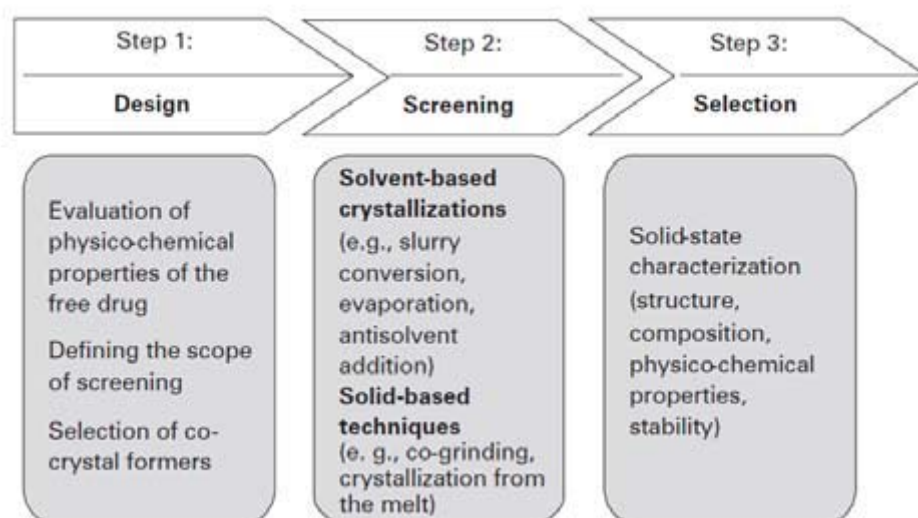 Step 1:
Design
Step 2:
Screening
Step 3:
Selection
Evaluation of
physico-chemical
properties of the
free drug
Defining the scope
of screening
Selection of co-
crystal formers
Solvent-based
crystallizations
(e.g., slurry
conversion,
evaporation,
antisolvent
addition)
Solid-based
techniques
(e. g., co-grinding,
crystallization from
the melt)
Solid-state
characterization
(structure,
composition,
physico-chemical
properties,
stability)